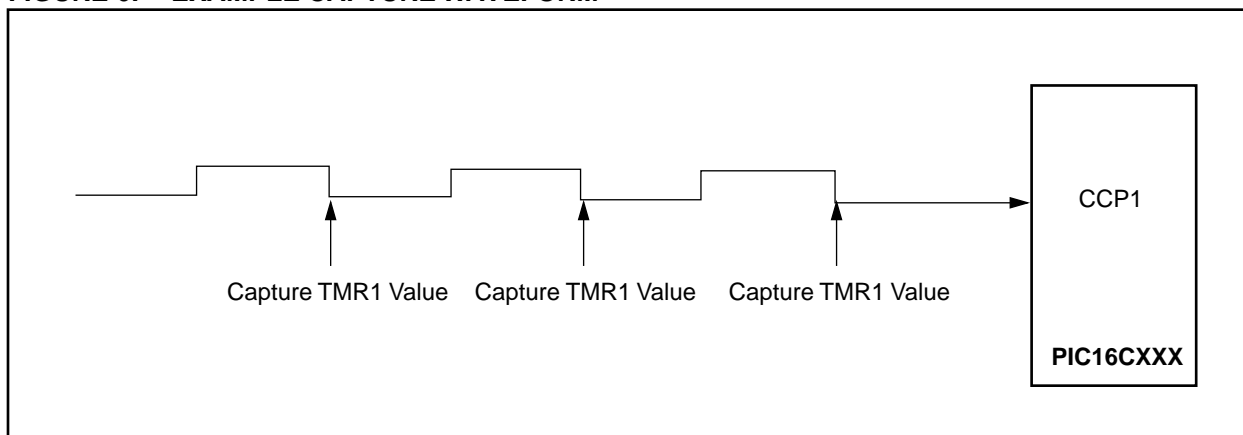 CCP1
Capture TMR1 Value Capture TMR1 Value Capture TMR1 Value
PIC16CXXX